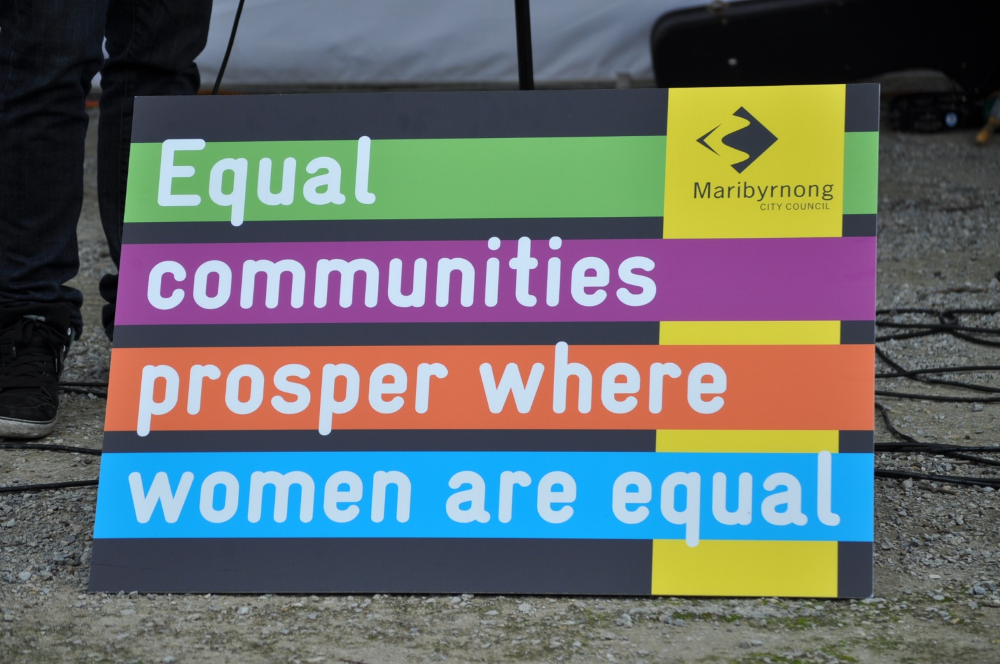 Equal
communities
prosper where
women are equal
Maribyrnong
CITY COUNCIL